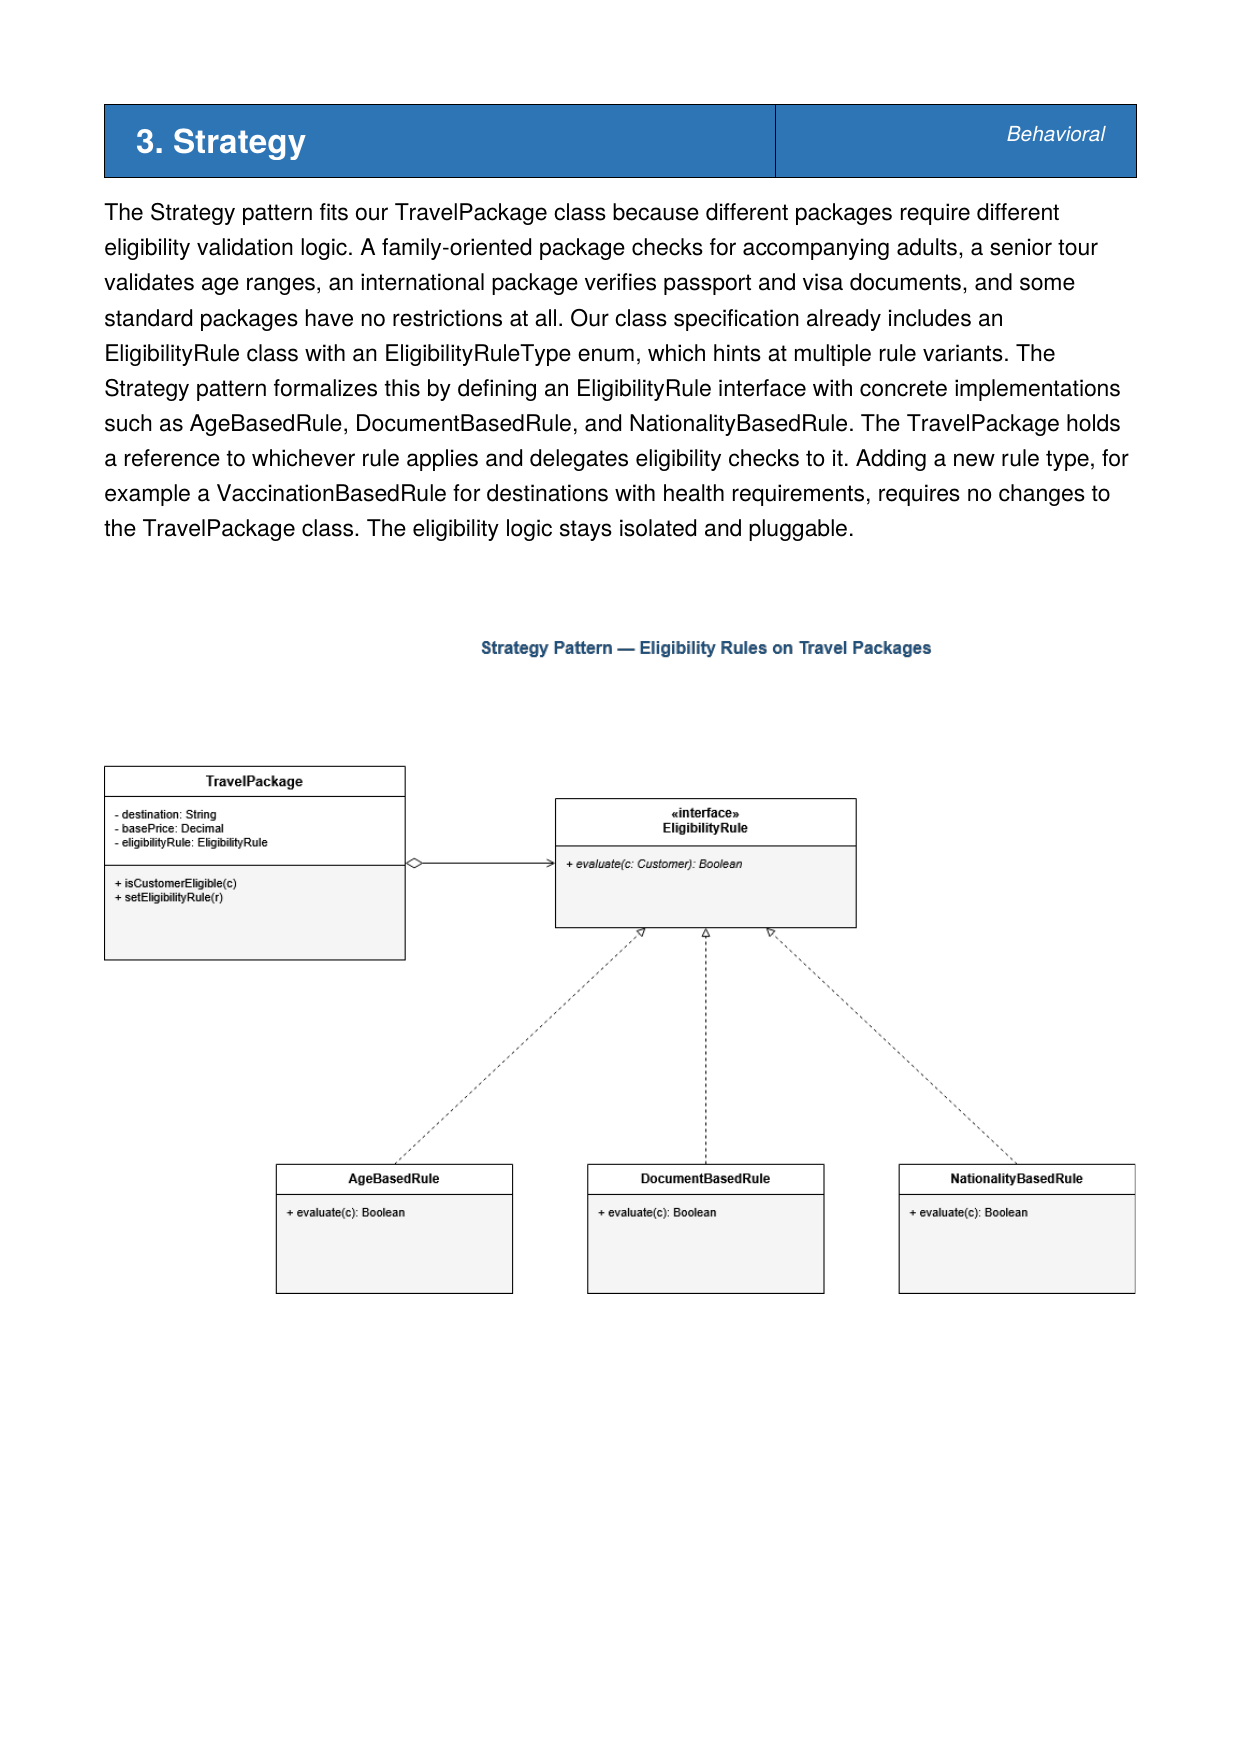 3. Strategy
Behavioral
The Strategy pattern fits our TravelPackage class because different packages require different
eligibility validation logic. A family-oriented package checks for accompanying adults, a senior tour
validates age ranges, an international package verifies passport and visa documents, and some
standard packages have no restrictions at all. Our class specification already includes an
EligibilityRule class with an EligibilityRuleType enum, which hints at multiple rule variants. The
Strategy pattern formalizes this by defining an EligibilityRule interface with concrete implementations
such as AgeBasedRule, DocumentBasedRule, and NationalityBasedRule. The TravelPackage holds
a reference to whichever rule applies and delegates eligibility checks to it. Adding a new rule type, for
example a VaccinationBasedRule for destinations with health requirements, requires no changes to
the TravelPackage class. The eligibility logic stays isolated and pluggable.
Strategy Pattern — Eligibility Rules on Travel Packages
TravelPackage
- destination: String
- basePrice: Decimal
- eligibilityRule: EligibilityRule
+ isCustomerEligible(c)
+ setEligibilityRule(r)
«interface»
EligibilityRule
+ evaluate(c: Customer): Boolean
AgeBasedRule
+ evaluate(c): Boolean
DocumentBasedRule
+ evaluate(c): Boolean
NationalityBasedRule
+ evaluate(c): Boolean